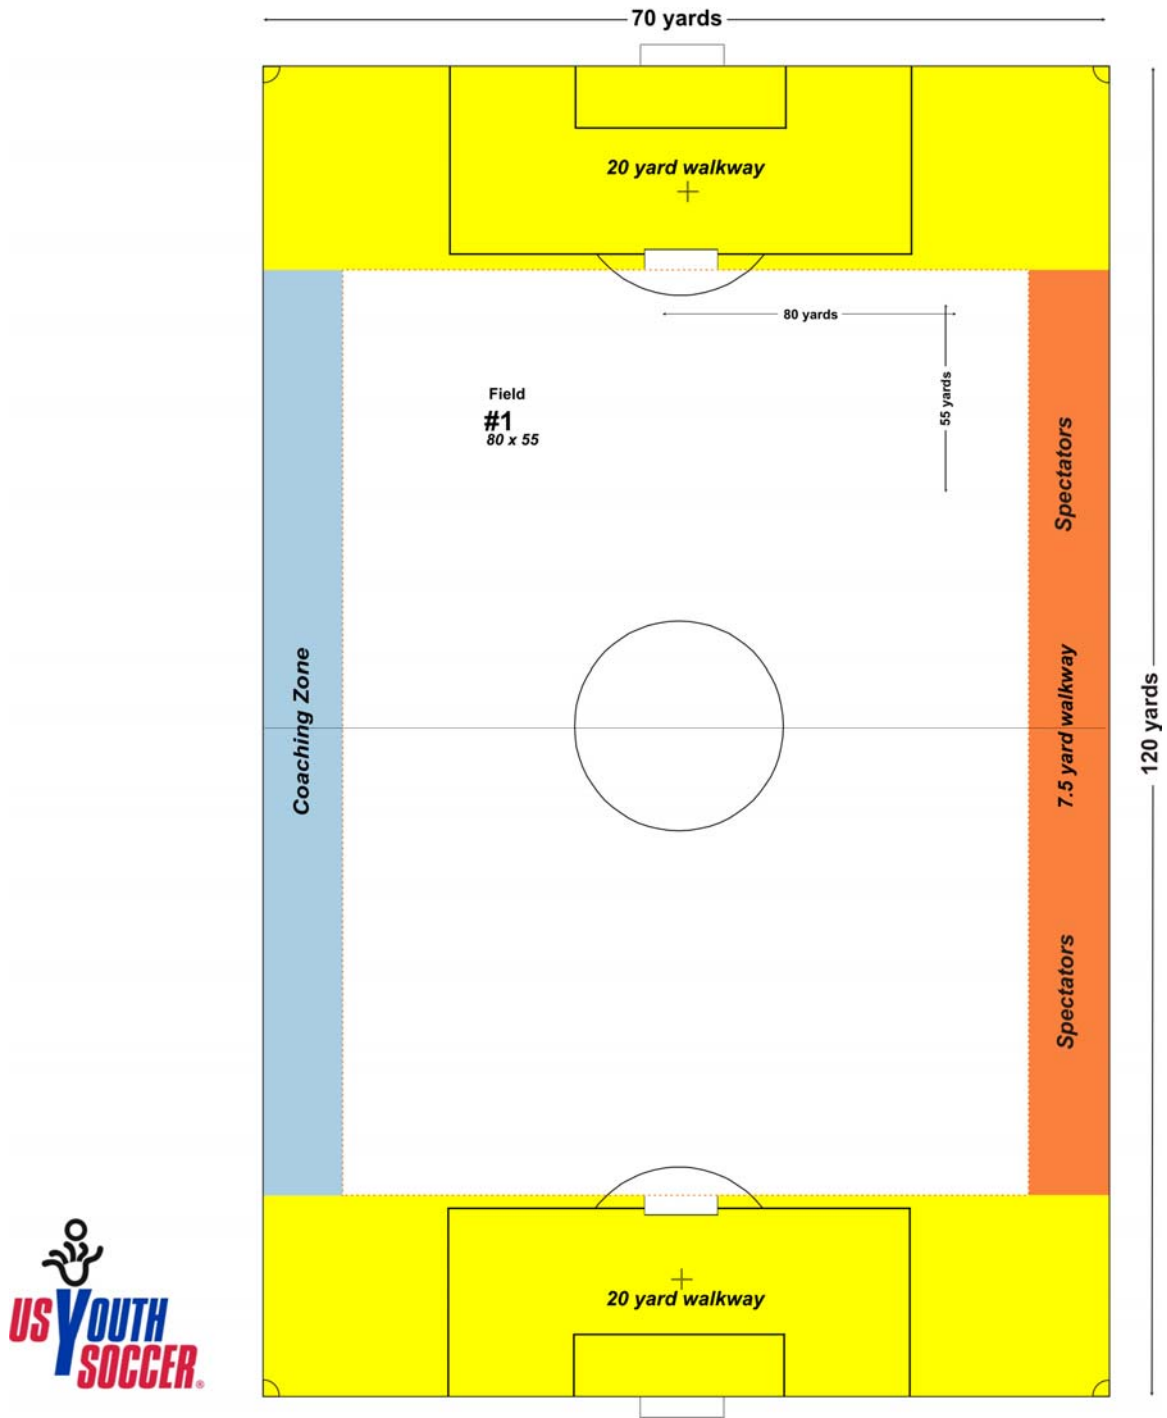 70 yards
20 yard walkway
80 yards
55 yards
Field
#1
80 x 55
Spectators
Coaching Zone
7.5 yard walkway
120 yards
Spectators
20 yard walkway
US YOUTH
SOCCER®